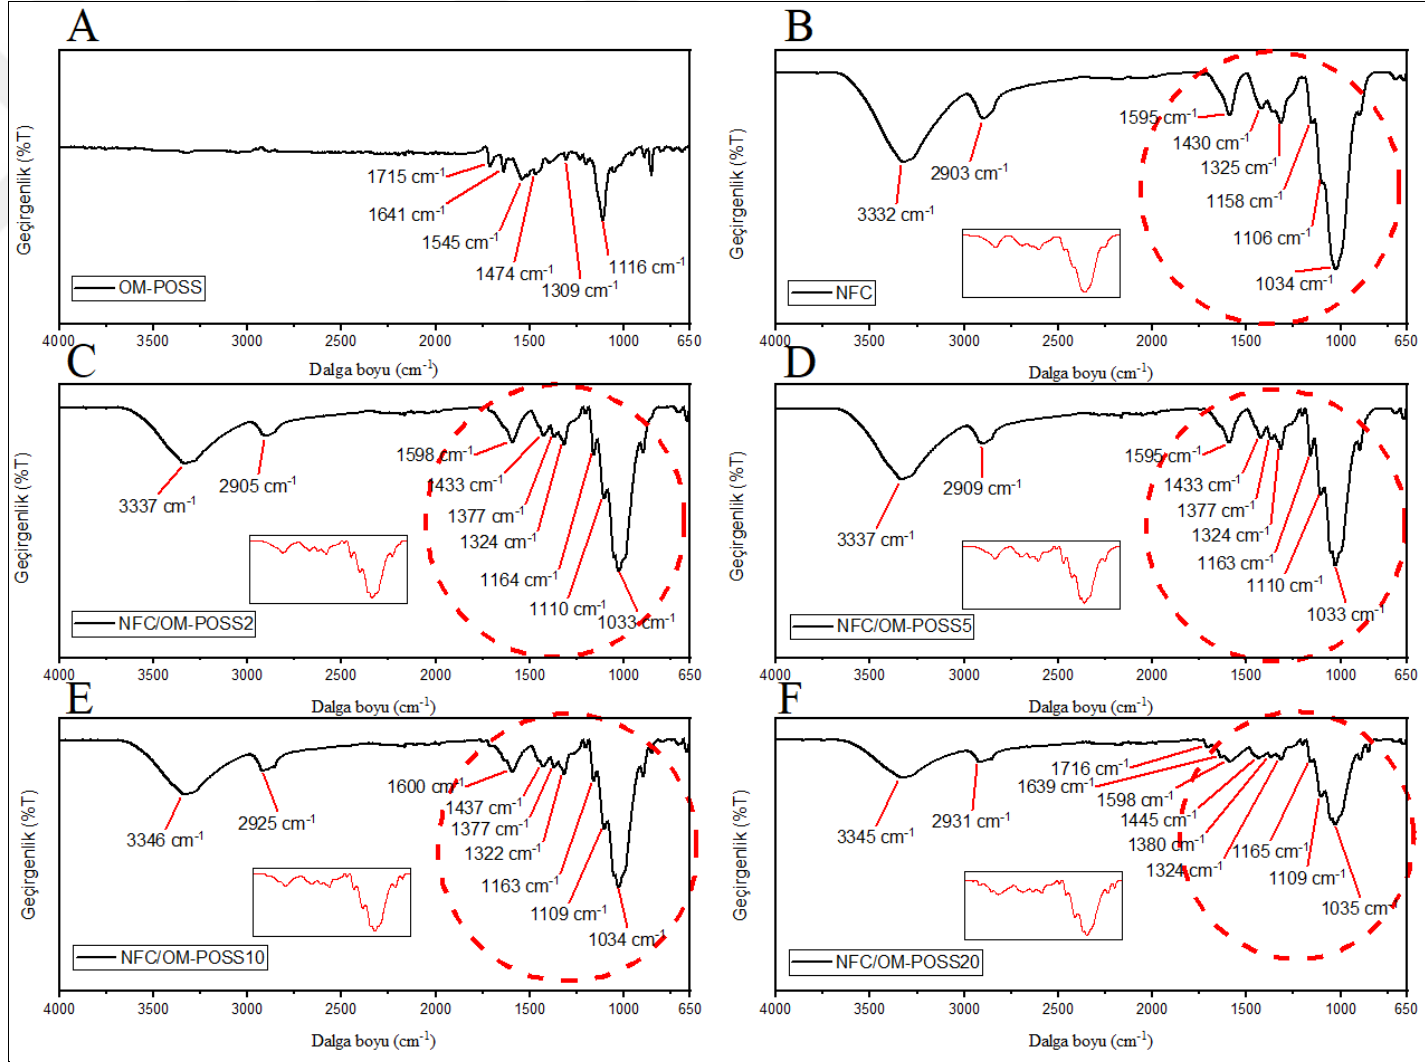 A
Geçirgenlik (%T)
1715 cm⁻¹
1641 cm⁻¹
1545 cm⁻¹
1474 cm⁻¹
1309 cm⁻¹
1116 cm⁻¹
OM-POSS
4000 3500 3000 2500 2000 1500 1000 650
Dalga boyu (cm⁻¹)
B
Geçirgenlik (%T)
3332 cm⁻¹
2903 cm⁻¹
1595 cm⁻¹
1430 cm⁻¹
1325 cm⁻¹
1158 cm⁻¹
1106 cm⁻¹
1034 cm⁻¹
NFC
4000 3500 3000 2500 2000 1500 1000 650
Dalga boyu (cm⁻¹)
C
Geçirgenlik (%T)
3337 cm⁻¹
2905 cm⁻¹
1598 cm⁻¹
1433 cm⁻¹
1377 cm⁻¹
1324 cm⁻¹
1164 cm⁻¹
1110 cm⁻¹
1033 cm⁻¹
NFC/OM-POSS2
4000 3500 3000 2500 2000 1500 1000 650
Dalga boyu (cm⁻¹)
D
Geçirgenlik (%T)
3337 cm⁻¹
2909 cm⁻¹
1595 cm⁻¹
1433 cm⁻¹
1377 cm⁻¹
1324 cm⁻¹
1163 cm⁻¹
1110 cm⁻¹
1033 cm⁻¹
NFC/OM-POSS5
4000 3500 3000 2500 2000 1500 1000 650
Dalga boyu (cm⁻¹)
E
Geçirgenlik (%T)
3346 cm⁻¹
2925 cm⁻¹
1600 cm⁻¹
1437 cm⁻¹
1377 cm⁻¹
1322 cm⁻¹
1163 cm⁻¹
1109 cm⁻¹
1034 cm⁻¹
NFC/OM-POSS10
4000 3500 3000 2500 2000 1500 1000 650
Dalga boyu (cm⁻¹)
F
Geçirgenlik (%T)
3345 cm⁻¹
2931 cm⁻¹
1716 cm⁻¹
1639 cm⁻¹
1598 cm⁻¹
1445 cm⁻¹
1380 cm⁻¹
1324 cm⁻¹
1165 cm⁻¹
1109 cm⁻¹
1035 cm⁻¹
NFC/OM-POSS20
4000 3500 3000 2500 2000 1500 1000 650
Dalga boyu (cm⁻¹)